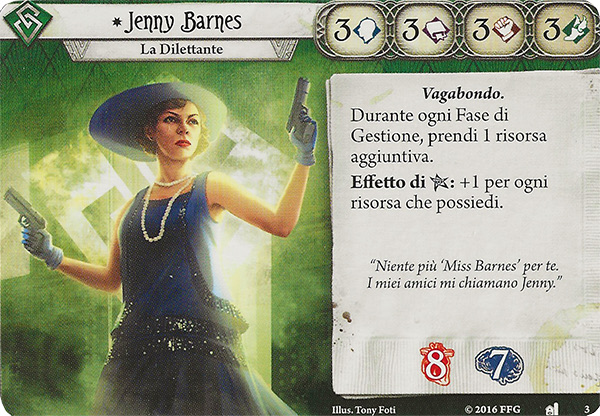 Jenny Barnes
La Dilettante
3 3 3 3
Vagabondo.
Durante ogni Fase di
Gestione, prendi 1 risorsa
aggiuntiva.
Effetto di : +1 per ogni
risorsa che possiedi.
“Niente più ‘Miss Barnes’ per te.
I miei amici mi chiamano Jenny.”
8 7
Illus. Tony Foti © 2016 FFG 3